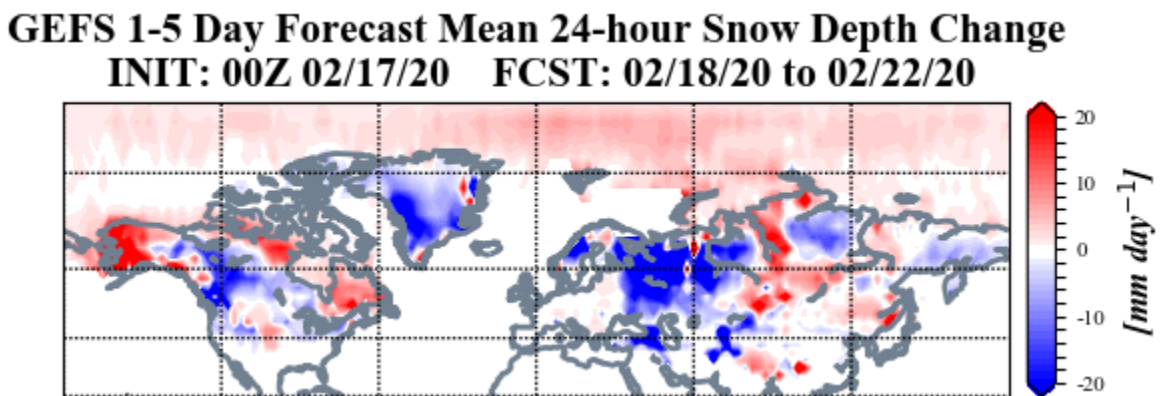 GEFS 1-5 Day Forecast Mean 24-hour Snow Depth Change
INIT: 00Z 02/17/20 FCST: 02/18/20 to 02/22/20
20
10
0
-10
-20
[mm day⁻¹]